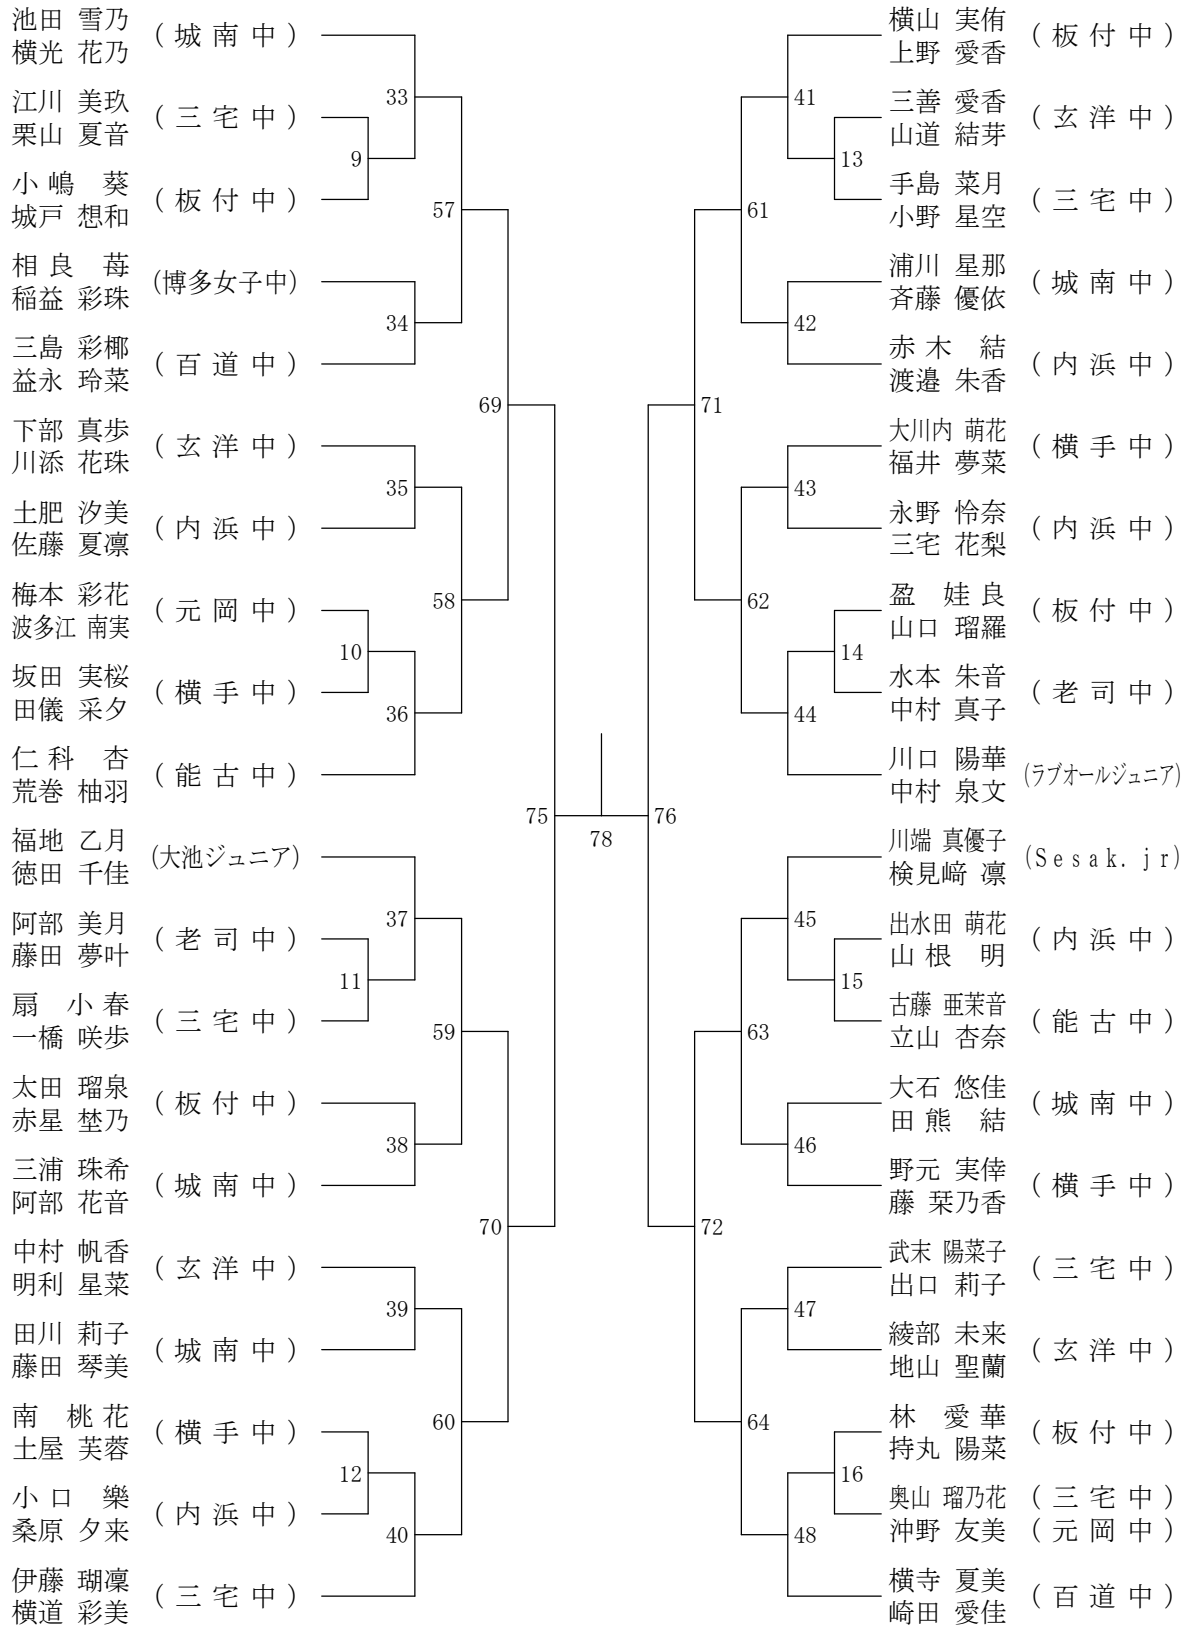 池田 雪乃
横光 花乃
(城南中)
江川 美玖
栗山 夏音
(三宅中)
小嶋 葵
城戸 想和
(板付中)
相良 苺
稲益 彩珠
(博多女子中)
三島 彩椰
益永 玲菜
(百道中)
下部 真歩
川添 花珠
(玄洋中)
土肥 汐美
佐藤 夏凛
(内浜中)
梅本 彩花
波多江 南実
(元岡中)
坂田 実桜
田儀 采夕
(横手中)
仁科 杏
荒巻 柚羽
(能古中)
福地 乙月
徳田 千佳
(大池ジュニア)
阿部 美月
藤田 夢叶
(老司中)
扇 小春
一橋 咲歩
(三宅中)
太田 瑠泉
赤星 埜乃
(板付中)
三浦 珠希
阿部 花音
(城南中)
中村 帆香
明利 星菜
(玄洋中)
田川 莉子
藤田 琴美
(城南中)
南 桃花
土屋 芙蓉
(横手中)
小口 樂
桑原 夕来
(内浜中)
伊藤 瑚凜
横道 彩美
(三宅中)
33
9
57
34
69
35
58
10
36
75
37
11
59
38
70
39
60
12
40
78
76
41
13
61
42
71
43
62
14
44
45
15
63
46
72
47
64
16
48
横山 実侑
上野 愛香
(板付中)
三善 愛香
山道 結芽
(玄洋中)
手島 菜月
小野 星空
(三宅中)
浦川 星那
斉藤 優依
(城南中)
赤木 結
渡邉 朱香
(内浜中)
大川内 萌花
福井 夢菜
(横手中)
永野 怜奈
三宅 花梨
(内浜中)
盈 娃良
山口 瑠羅
(板付中)
水本 朱音
中村 真子
(老司中)
川口 陽華
中村 泉文
(ラブオールジュニア)
川端 真優子
検見﨑 凛
(Sesak.jr)
出水田 萌花
山根 明
(内浜中)
古藤 亜茉音
立山 杏奈
(能古中)
大石 悠佳
田熊 結
(城南中)
野元 実倖
藤 栞乃香
(横手中)
武末 陽菜子
出口 莉子
(三宅中)
綾部 未来
地山 聖蘭
(玄洋中)
林 愛華
持丸 陽菜
(板付中)
奥山 瑠乃花 (三宅中)
沖野 友美 (元岡中)
横寺 夏美
崎田 愛佳
(百道中)